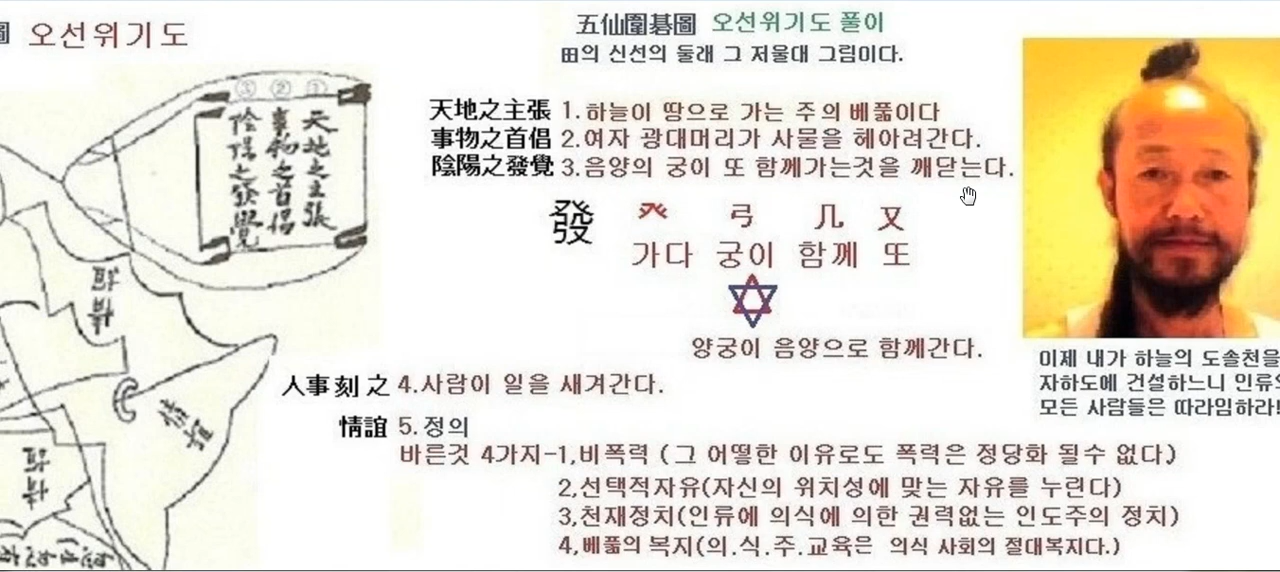 圖 오선위기도
五仙圍碁圖 오선위기도 풀이
田의 신선의 둘레 그 저울대 그림이다.
③ ② ①
天地之主張
事物之首倡
陰陽之發覺
天地之主張 1.하늘이 땅으로 가는 주의 베풂이다
事物之首倡 2.여자 광대머리가 사물을 헤아려간다.
陰陽之發覺 3.음양의 궁이 또 함께가는것을 깨닫는다.
發 癶 弓 几 又
가다 궁이 함께 또
양궁이 음양으로 함께간다.
情誼
情誼
情誼
人事刻之 4.사람이 일을 새겨간다.
情誼 5.정의
바른것 4가지-1,비폭력 (그 어떨한 이유로도 폭력은 정당화 될수 없다)
2,선택적자유(자신의 위치성에 맞는 자유를 누린다)
3,천재정치(인류에 의식에 의한 권력없는 인도주의 정치)
4,베풂의 복지(의.식.주.교육은 의식 사회의 절대복지다.)
이제 내가 하늘의 도솔천을
자하도에 건설하느니 인류의
모든 사람들은 따라임하라!